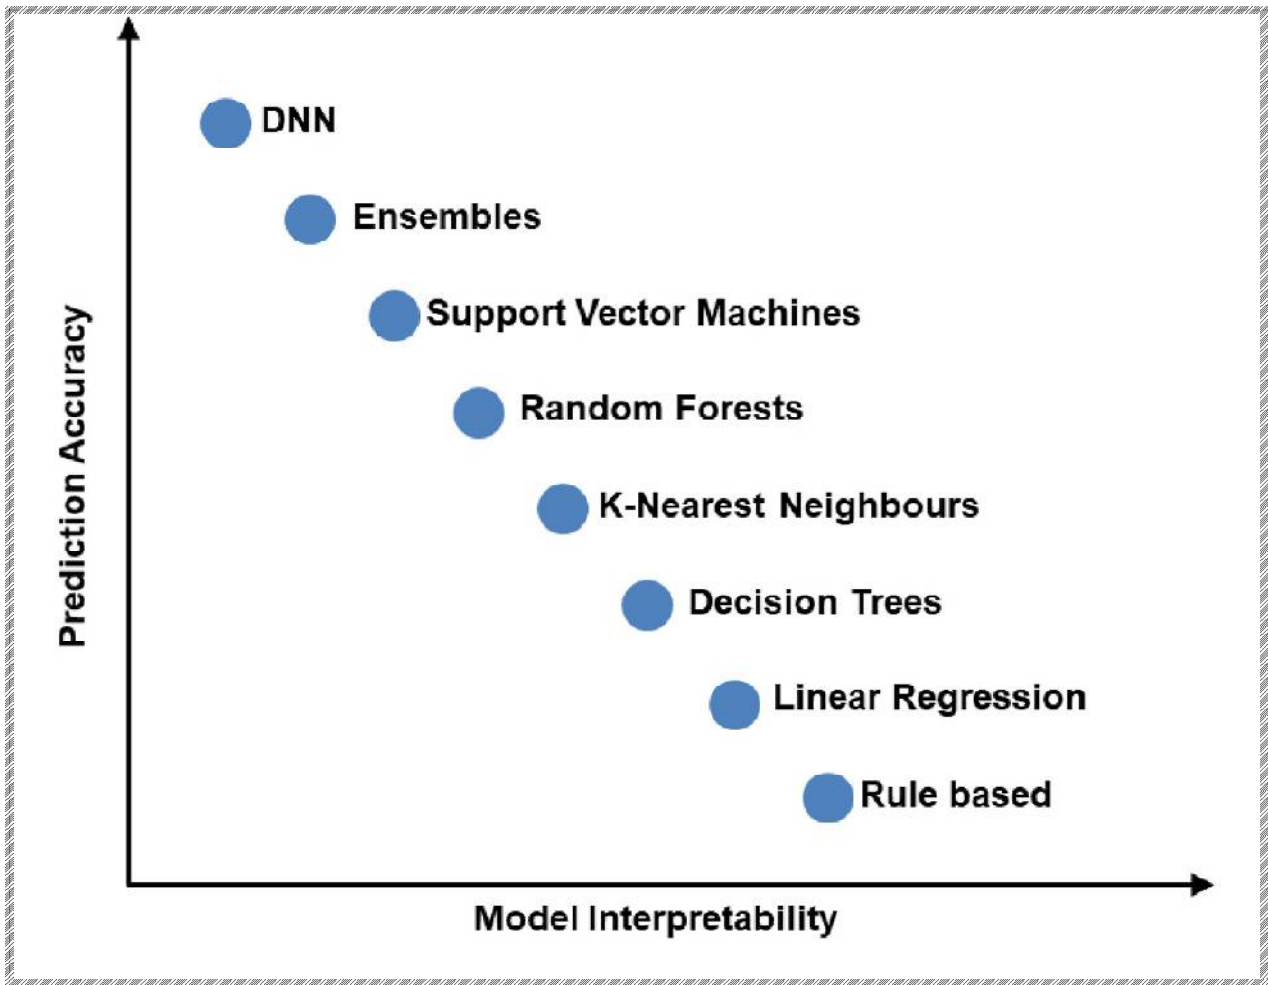 DNN
Ensembles
Support Vector Machines
Random Forests
K-Nearest Neighbours
Decision Trees
Linear Regression
Rule based
Prediction Accuracy
Model Interpretability